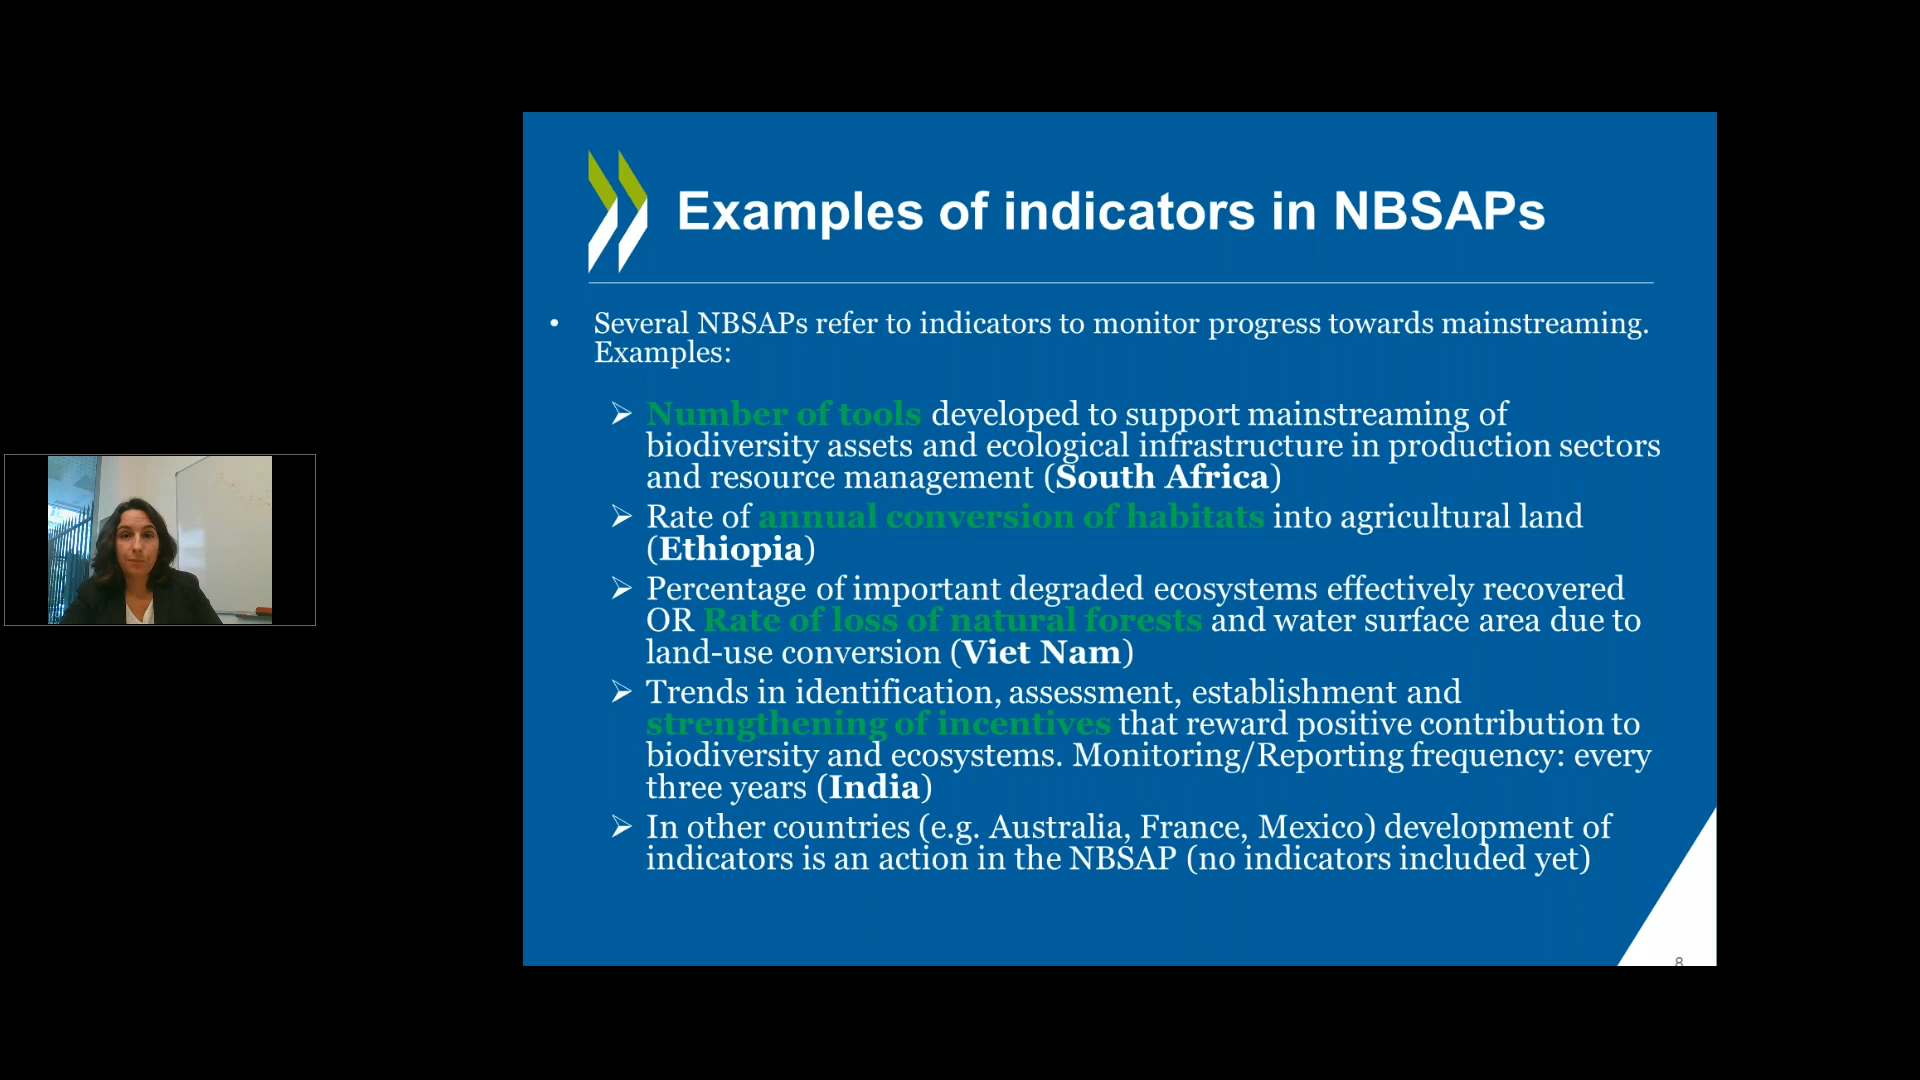 Examples of indicators in NBSAPs
• Several NBSAPs refer to indicators to monitor progress towards mainstreaming.
Examples:
➢ Number of tools developed to support mainstreaming of
biodiversity assets and ecological infrastructure in production sectors
and resource management (South Africa)
➢ Rate of annual conversion of habitats into agricultural land
(Ethiopia)
➢ Percentage of important degraded ecosystems effectively recovered
OR Rate of loss of natural forests and water surface area due to
land-use conversion (Viet Nam)
➢ Trends in identification, assessment, establishment and
strengthening of incentives that reward positive contribution to
biodiversity and ecosystems. Monitoring/Reporting frequency: every
three years (India)
➢ In other countries (e.g. Australia, France, Mexico) development of
indicators is an action in the NBSAP (no indicators included yet)
8